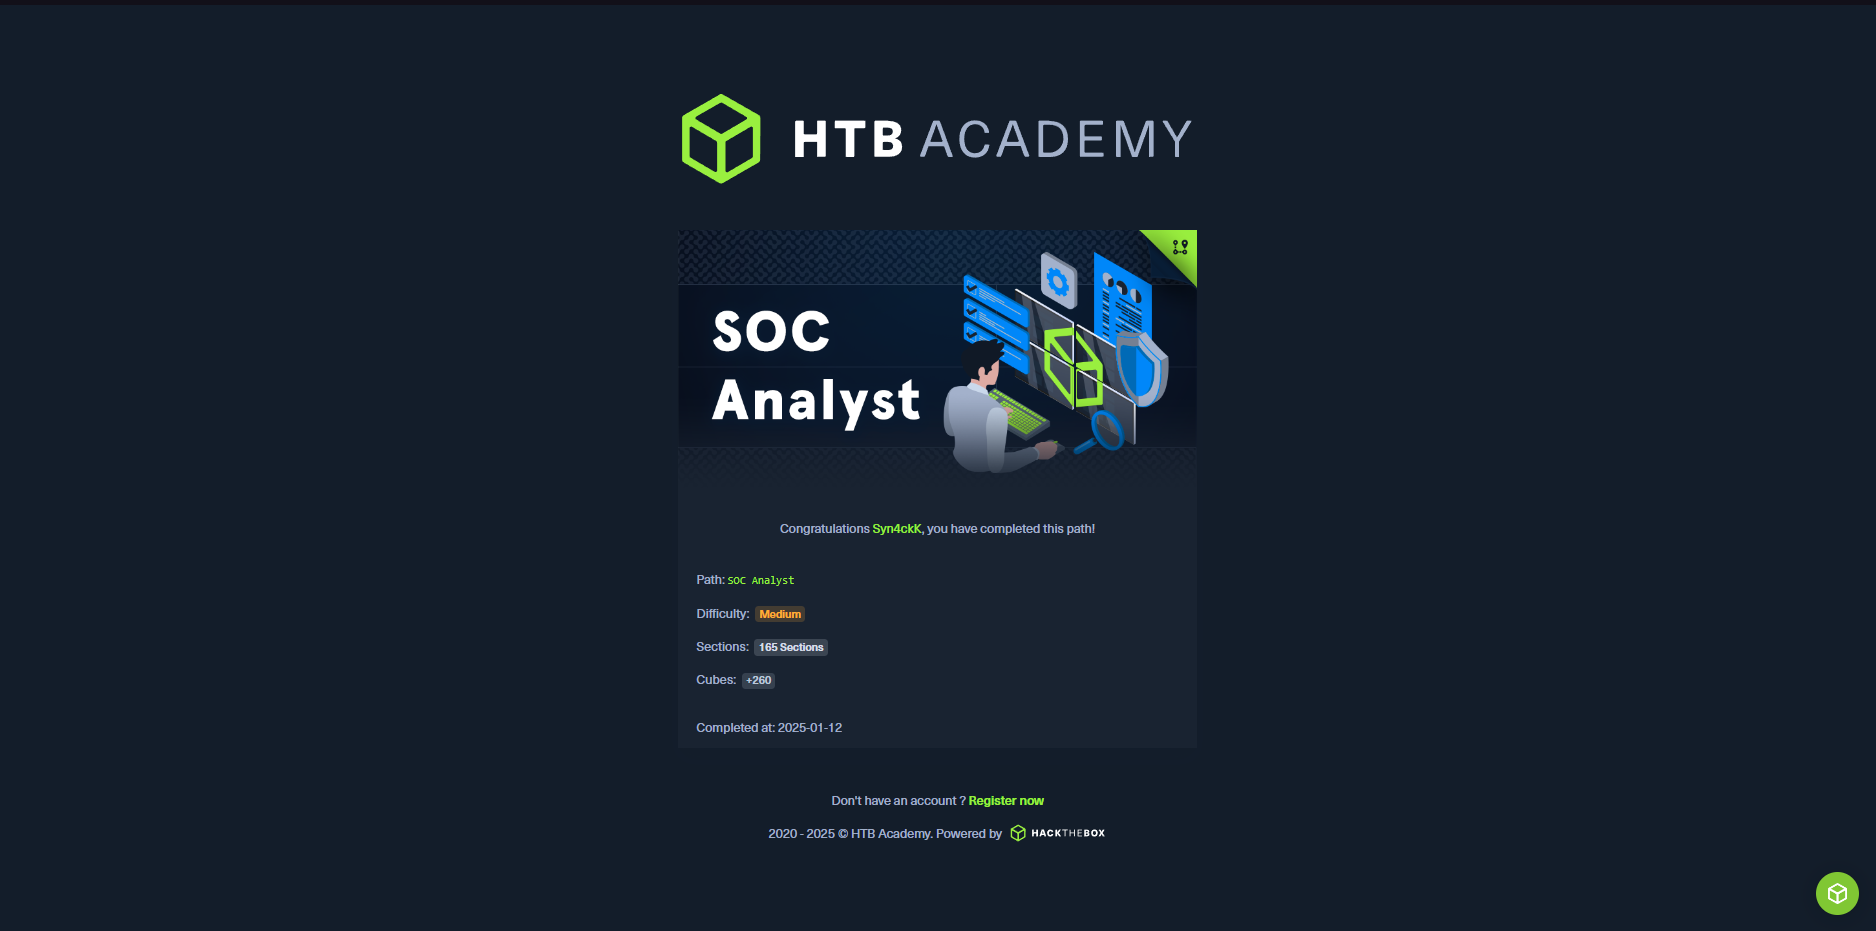 HTB ACADEMY
SOC
Analyst
Congratulations Syn4ckK, you have completed this path!
Path: SOC Analyst
Difficulty: Medium
Sections: 165 Sections
Cubes: +260
Completed at: 2025-01-12
Don't have an account ? Register now
2020 - 2025 © HTB Academy. Powered by HACKTHEBOX